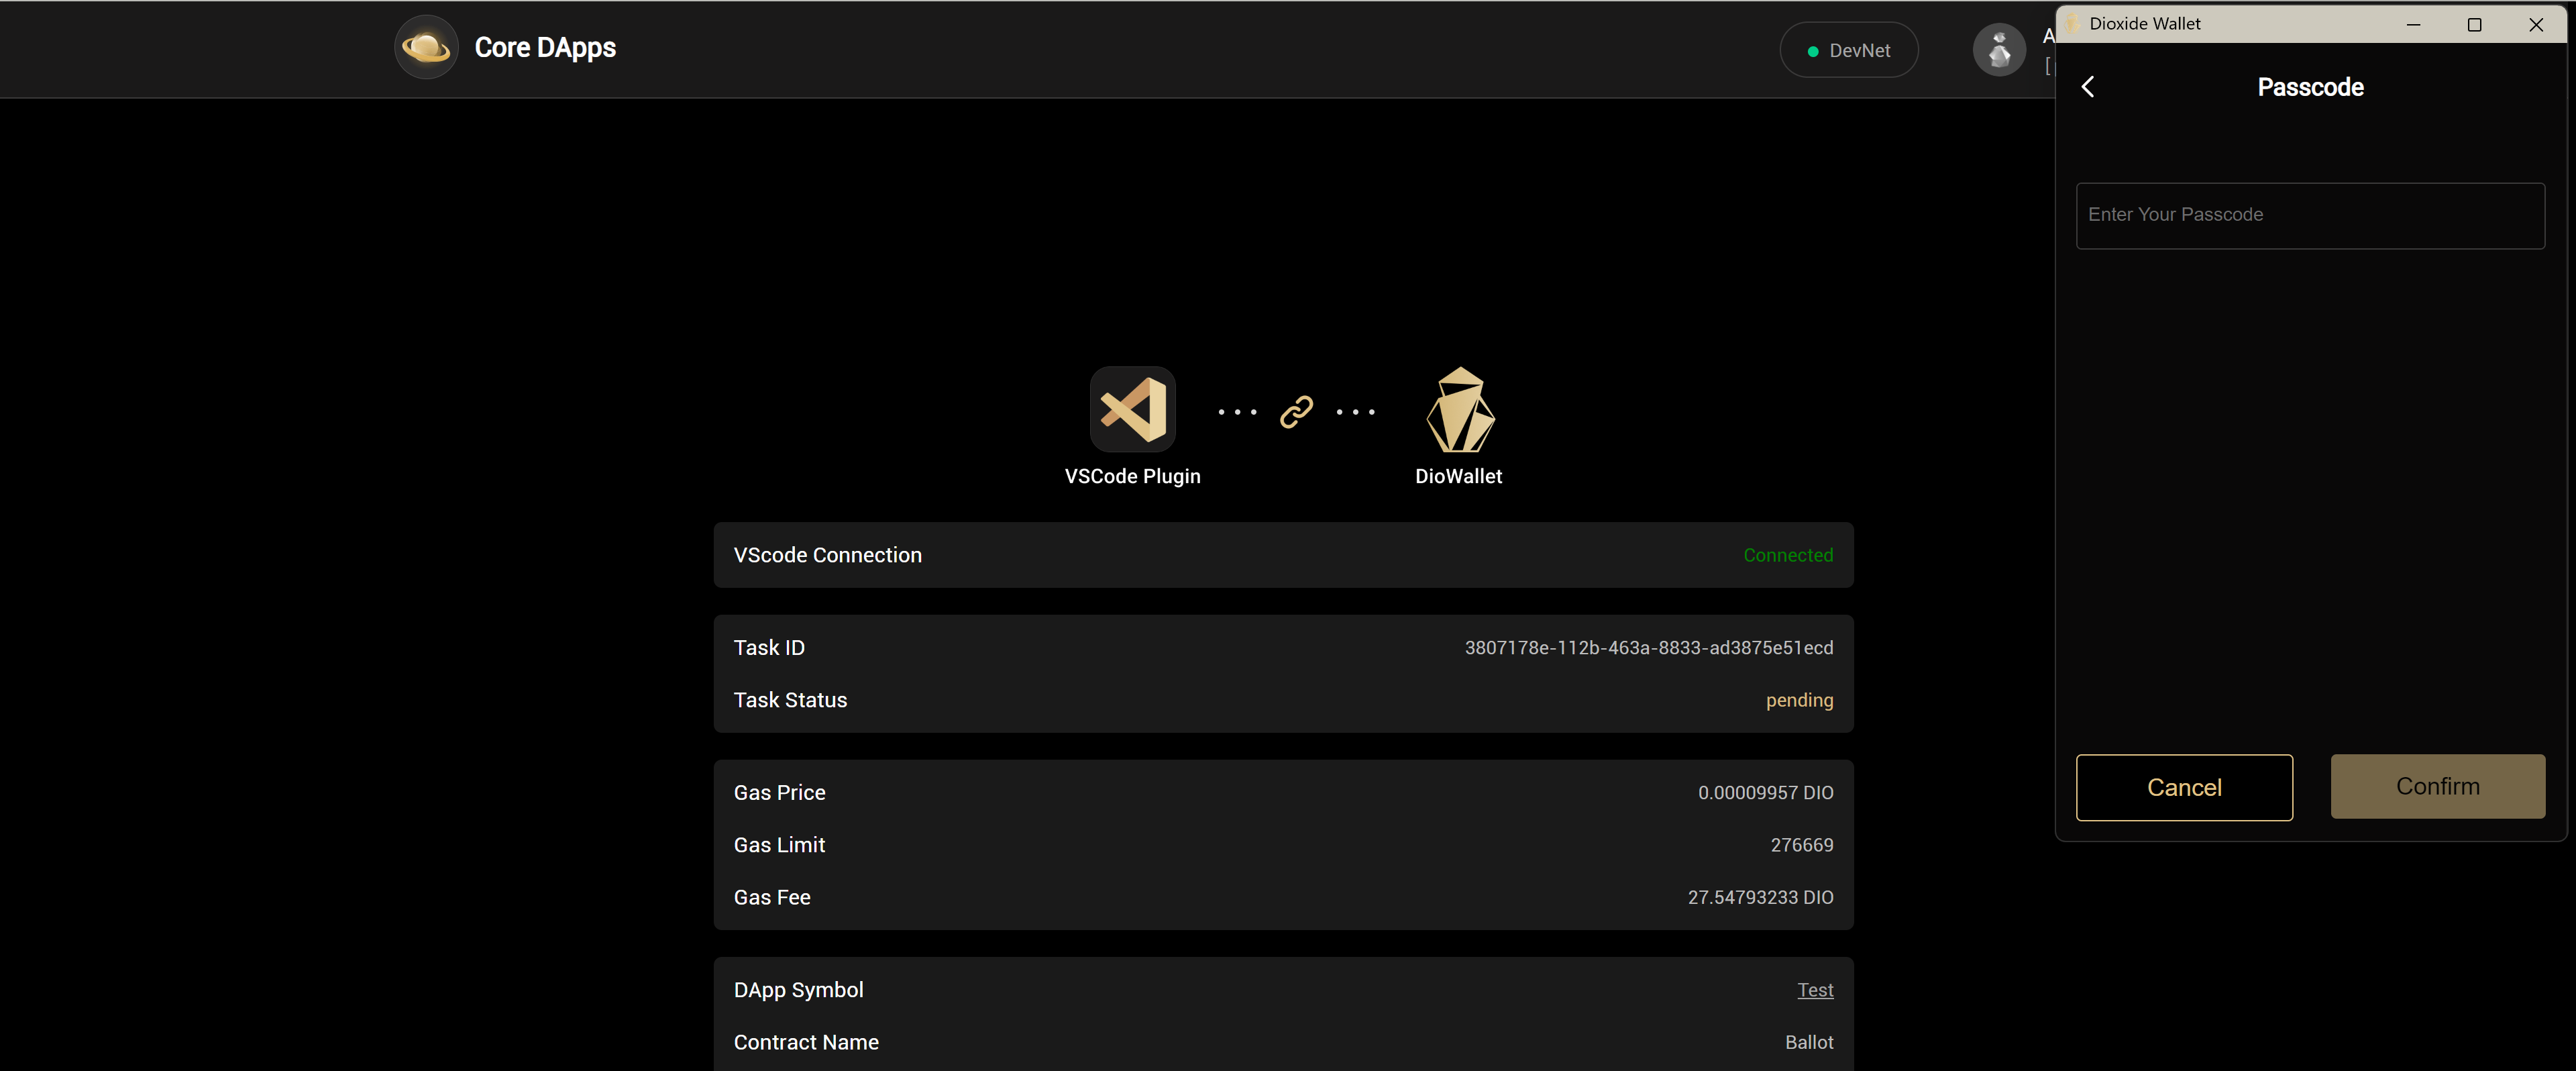 Core DApps
DevNet
A
[
Dioxide Wallet
Passcode
Enter Your Passcode
Cancel
Confirm
VSCode Plugin
DioWallet
VScode Connection Connected
Task ID 3807178e-112b-463a-8833-ad3875e51ecd
Task Status pending
Gas Price 0.00009957 DIO
Gas Limit 276669
Gas Fee 27.54793233 DIO
DApp Symbol Test
Contract Name Ballot